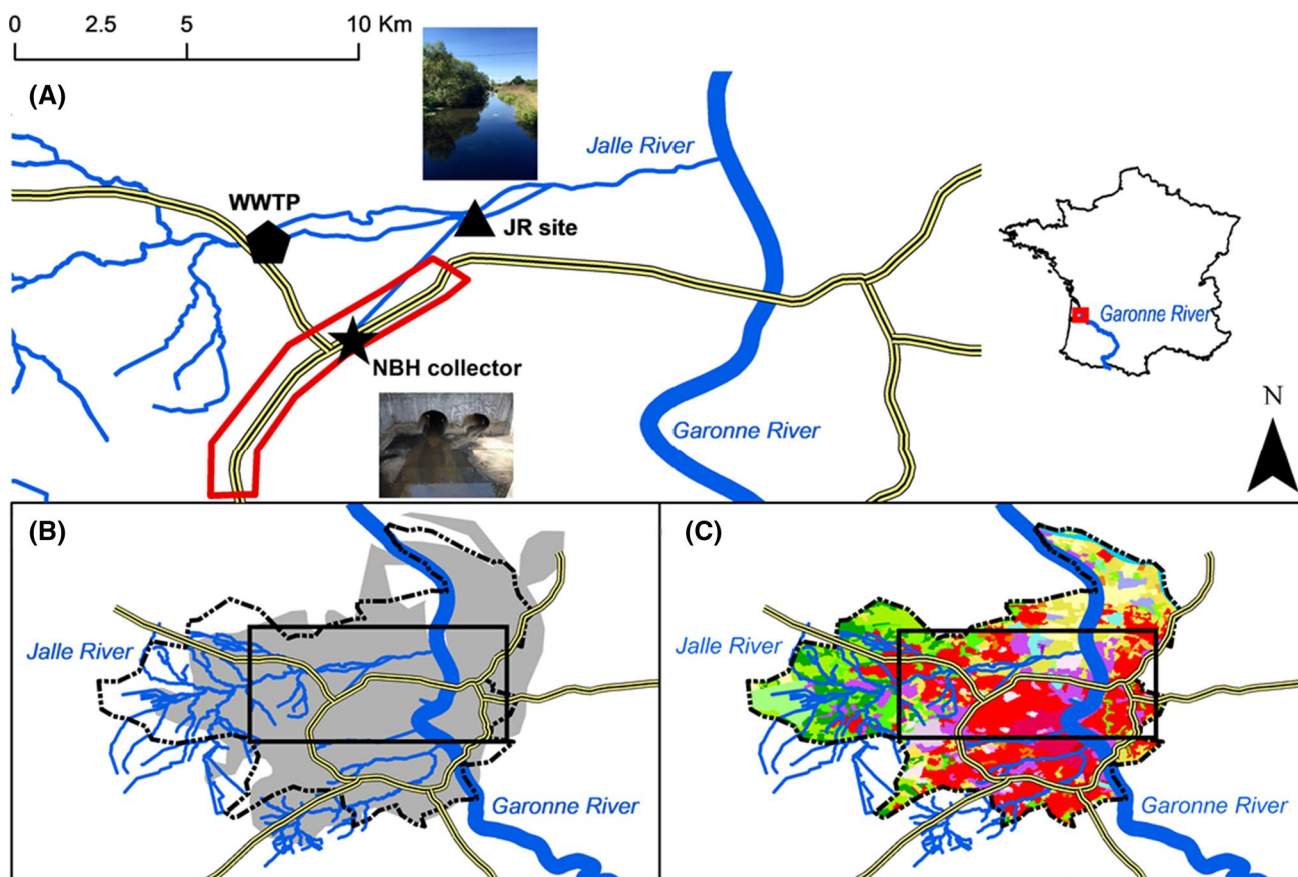 0 2.5 5 10 Km
(A)
Jalle River
WWTP
JR site
NBH collector
Garonne River
Garonne River
N
(B)
Jalle River
Garonne River
(C)
Jalle River
Garonne River